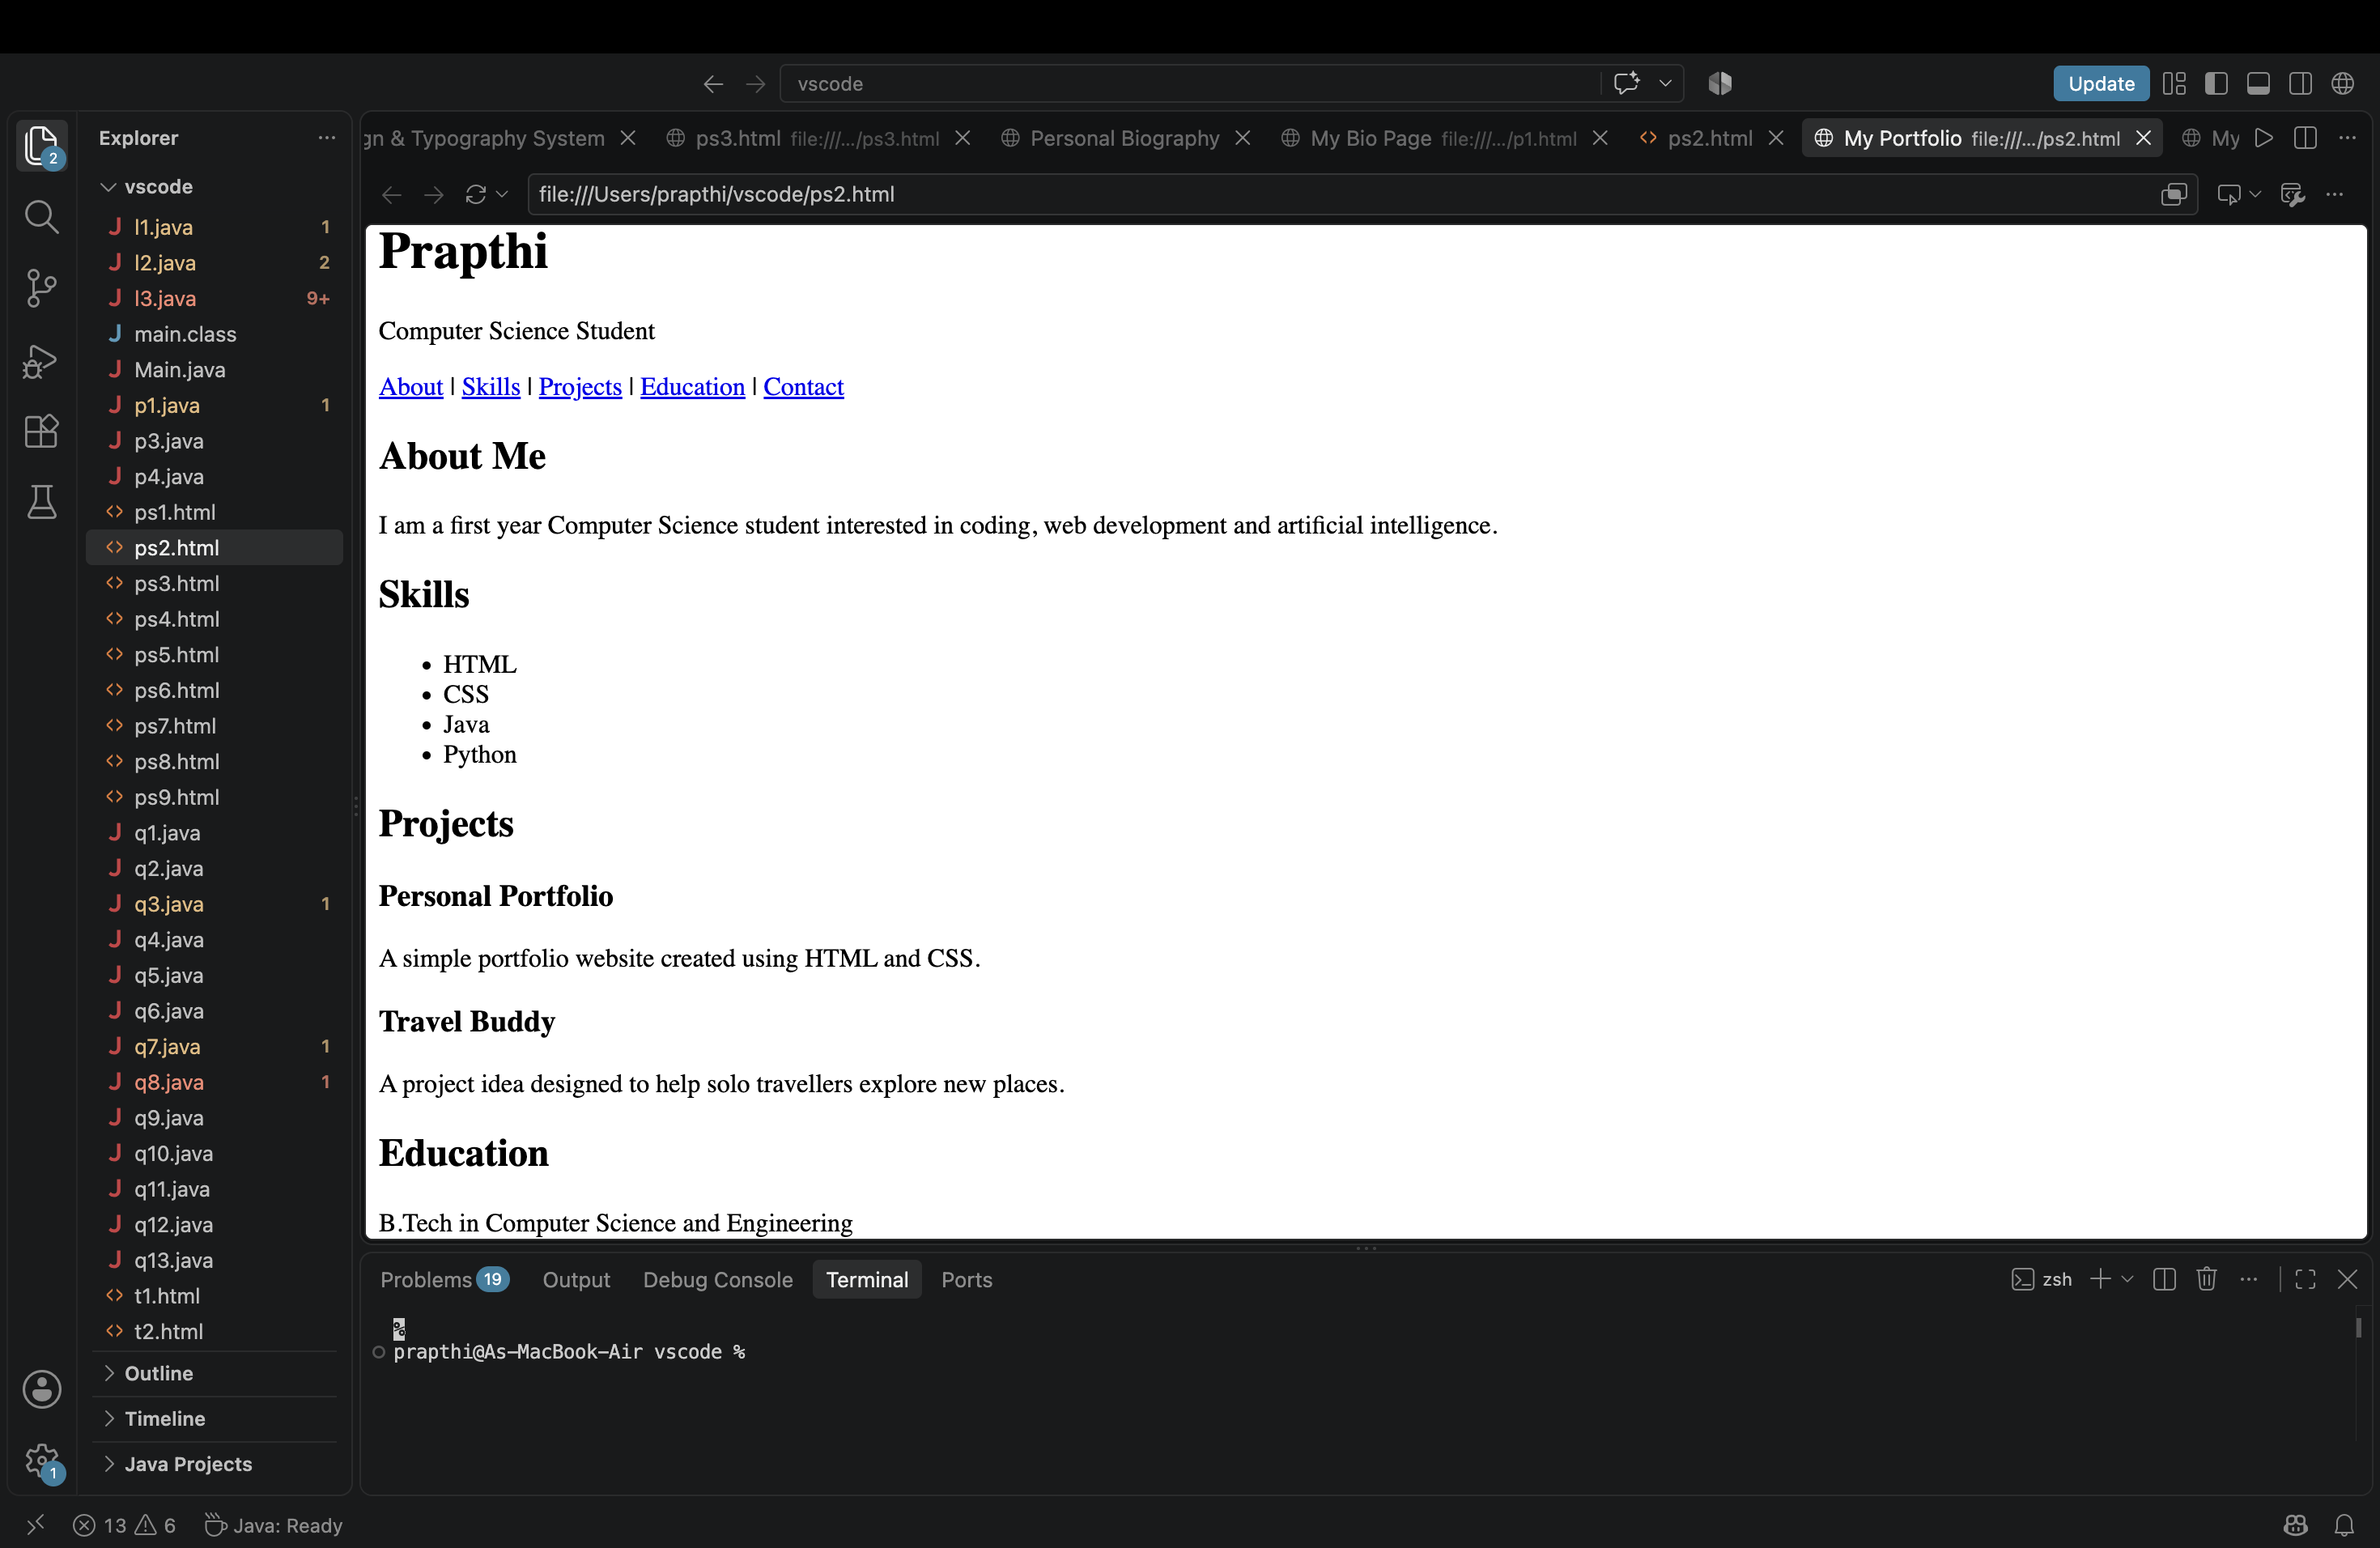 vscode
Update
Explorer
gn & Typography System
ps3.html file:///.../ps3.html
Personal Biography
My Bio Page file:///.../p1.html
ps2.html
My Portfolio file:///.../ps2.html
My
2
file:///Users/prapthi/vscode/ps2.html
vscode
l1.java 1
l2.java 2
l3.java 9+
main.class
Main.java
p1.java 1
p3.java
p4.java
ps1.html
ps2.html
ps3.html
ps4.html
ps5.html
ps6.html
ps7.html
ps8.html
ps9.html
q1.java
q2.java
q3.java 1
q4.java
q5.java
q6.java
q7.java 1
q8.java 1
q9.java
q10.java
q11.java
q12.java
q13.java
t1.html
t2.html
Outline
Timeline
Java Projects
1
Prapthi
Computer Science Student
About | Skills | Projects | Education | Contact
About Me
I am a first year Computer Science student interested in coding, web development and artificial intelligence.
Skills
• HTML
• CSS
• Java
• Python
Projects
Personal Portfolio
A simple portfolio website created using HTML and CSS.
Travel Buddy
A project idea designed to help solo travellers explore new places.
Education
B.Tech in Computer Science and Engineering
Problems 19 Output Debug Console Terminal Ports
zsh
%
prapthi@As-MacBook-Air vscode %
13 6 Java: Ready